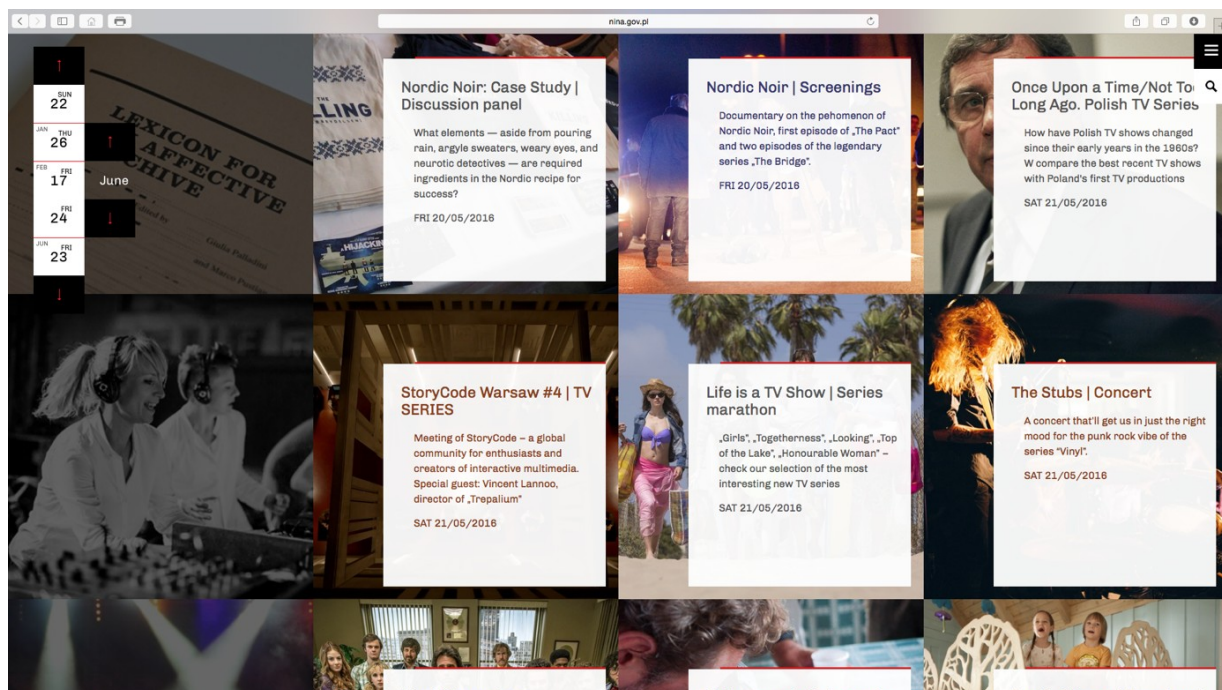 nina.gov.pl
SUN
22
JAN THU
26
FEB FRI
17
June
FRI
24
JUN FRI
23
LEXICON FOR
AFFECTIVE
CHIVE
Giulia Palladini
and Marco
THE
LLING
HIJACKIN
Nordic Noir: Case Study |
Discussion panel
What elements — aside from pouring
rain, argyle sweaters, weary eyes, and
neurotic detectives — are required
ingredients in the Nordic recipe for
success?
FRI 20/05/2016
Nordic Noir | Screenings
Documentary on the pehomenon of
Nordic Noir, first episode of „The Pact"
and two episodes of the legendary
series „The Bridge".
FRI 20/05/2016
Once Upon a Time/Not Too
Long Ago. Polish TV Series
How have Polish TV shows changed
since their early years in the 1960s?
W compare the best recent TV shows
with Poland's first TV productions
SAT 21/05/2016
StoryCode Warsaw #4 | TV
SERIES
Meeting of StoryCode – a global
community for enthusiasts and
creators of interactive multimedia.
Special guest: Vincent Lannoo,
director of „Trepalium"
SAT 21/05/2016
Life is a TV Show | Series
marathon
„Girls", „Togetherness", „Looking", „Top
of the Lake", „Honourable Woman" –
check our selection of the most
interesting new TV series
SAT 21/05/2016
The Stubs | Concert
A concert that'll get us in just the right
mood for the punk rock vibe of the
series "Vinyl".
SAT 21/05/2016